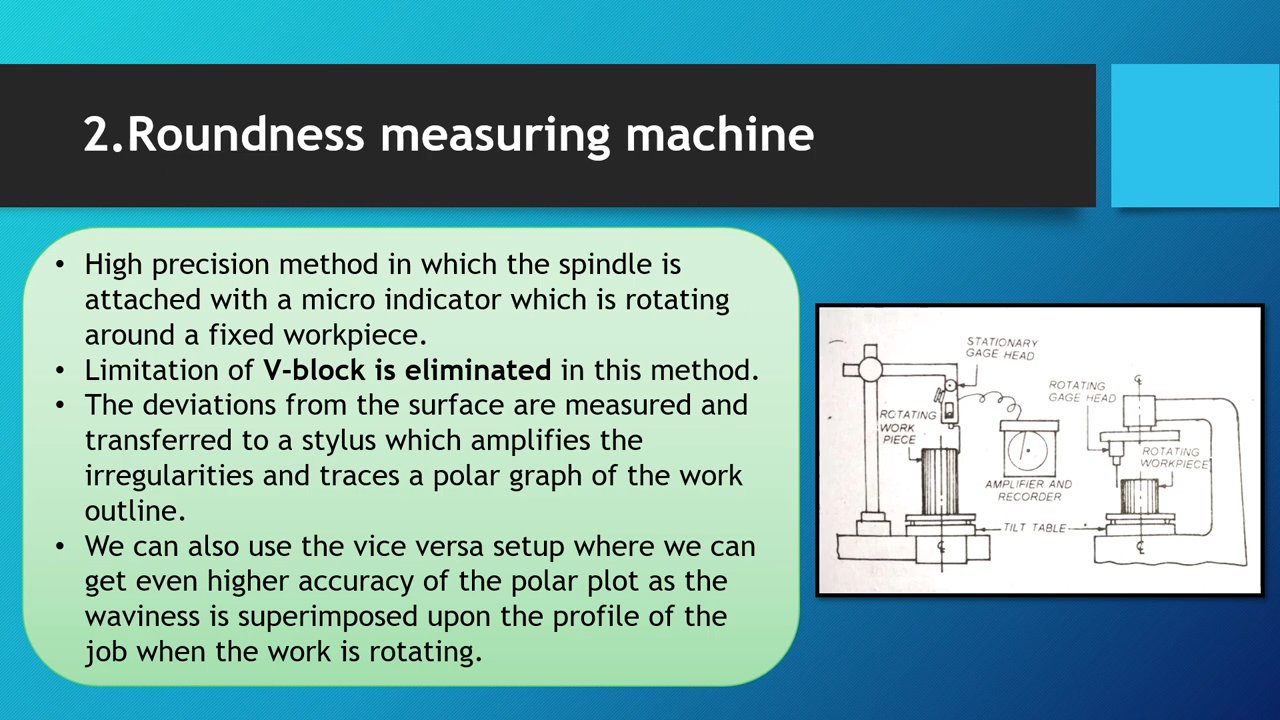 2.Roundness measuring machine
• High precision method in which the spindle is
attached with a micro indicator which is rotating
around a fixed workpiece.
• Limitation of V-block is eliminated in this method.
• The deviations from the surface are measured and
transferred to a stylus which amplifies the
irregularities and traces a polar graph of the work
outline.
• We can also use the vice versa setup where we can
get even higher accuracy of the polar plot as the
waviness is superimposed upon the profile of the
job when the work is rotating.
STATIONARY
GAGE HEAD
ROTATING
GAGE HEAD
ROTATING
WORK
PIECE
ROTATING
WORKPIECE
AMPLIFIER AND
RECORDER
TILT TABLE
℄
℄
℄